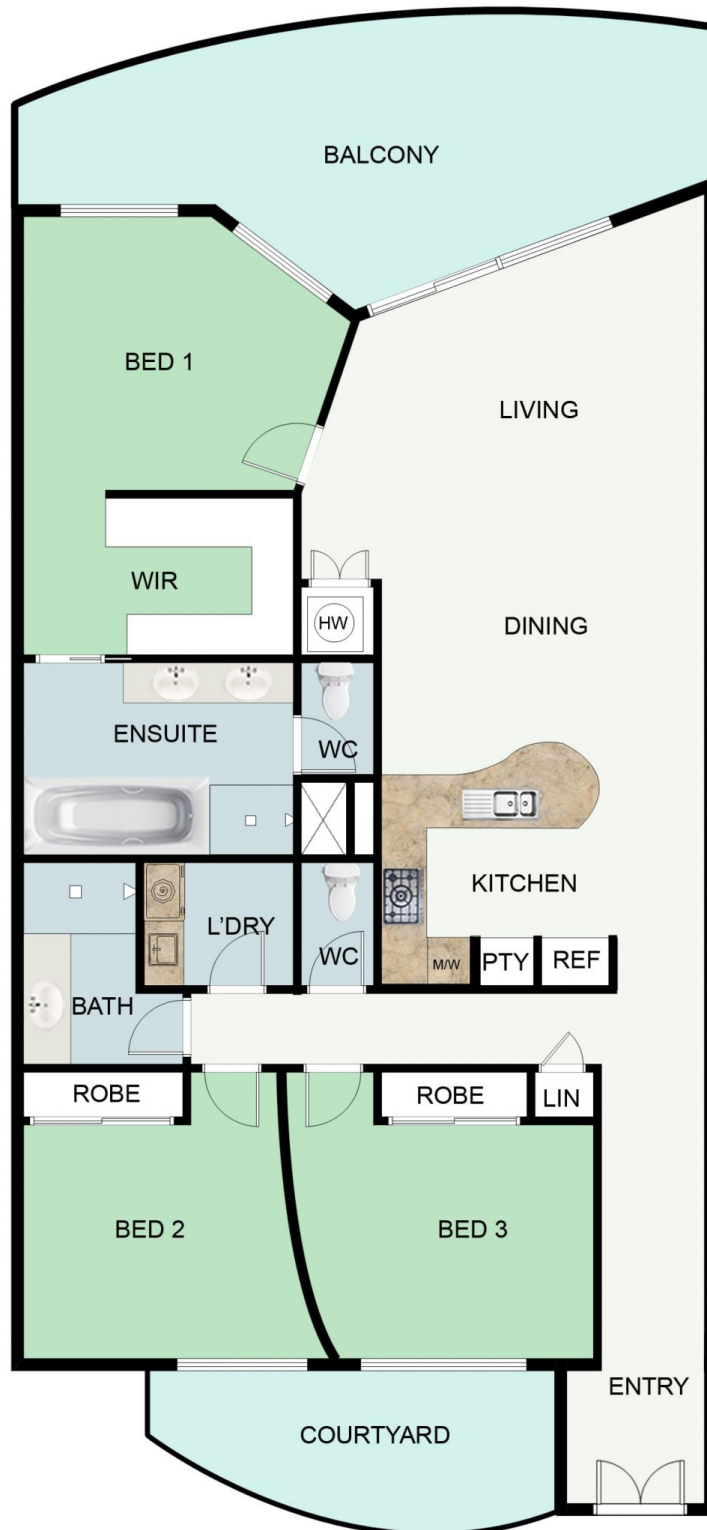 BALCONY
BED 1
LIVING
WIR
HW
DINING
ENSUITE
WC
KITCHEN
L'DRY
WC
M/W
PTY
REF
BATH
ROBE
ROBE
LIN
BED 2
BED 3
ENTRY
COURTYARD